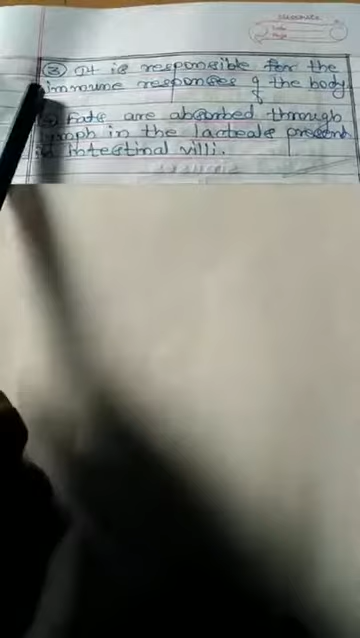 ③ It is responsible for the
immune responses of the body
Fats are absorbed through
lymph in the lacteals present
in intestinal villi.